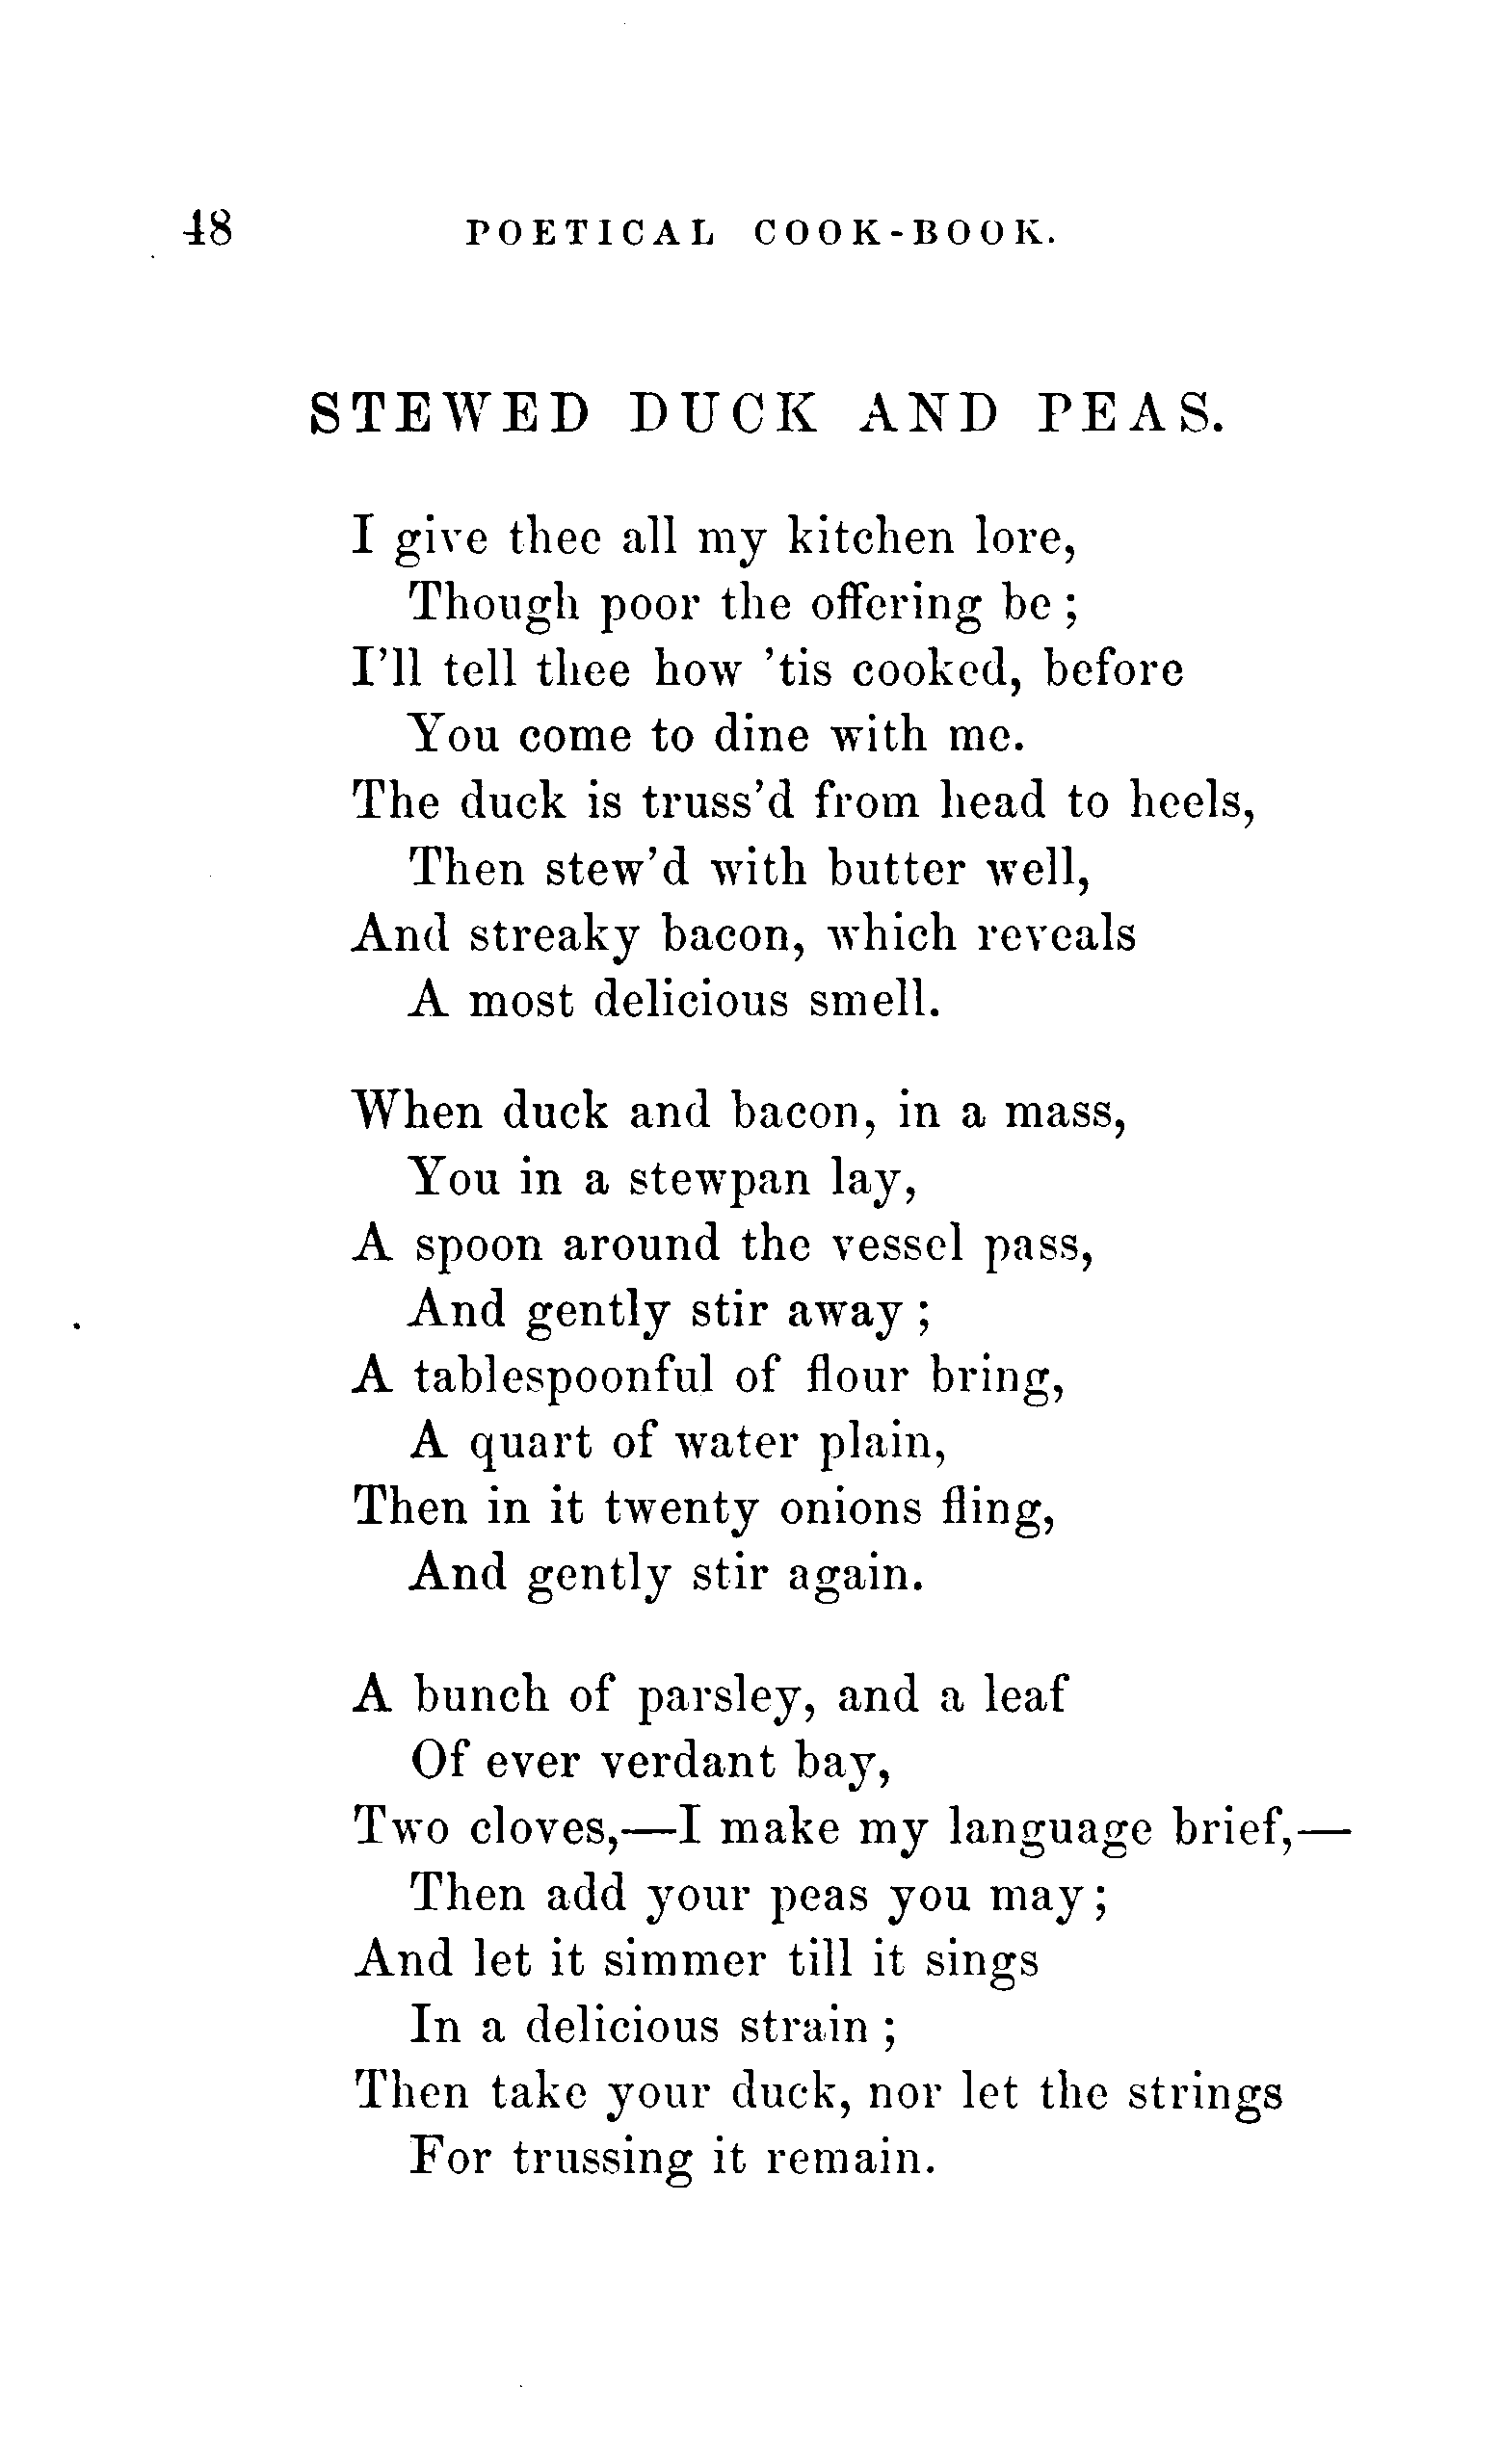 48 POETICAL COOK-BOOK.
STEWED DUCK AND PEAS.
I give thee all my kitchen lore,
Though poor the offering be ;
I'll tell thee how 'tis cooked, before
You come to dine with me.
The duck is truss'd from head to heels,
Then stew'd with butter well,
And streaky bacon, which reveals
A most delicious smell.
When duck and bacon, in a mass,
You in a stewpan lay,
A spoon around the vessel pass,
And gently stir away ;
A tablespoonful of flour bring,
A quart of water plain,
Then in it twenty onions fling,
And gently stir again.
A bunch of parsley, and a leaf
Of ever verdant bay,
Two cloves,—I make my language brief,—
Then add your peas you may ;
And let it simmer till it sings
In a delicious strain ;
Then take your duck, nor let the strings
For trussing it remain.